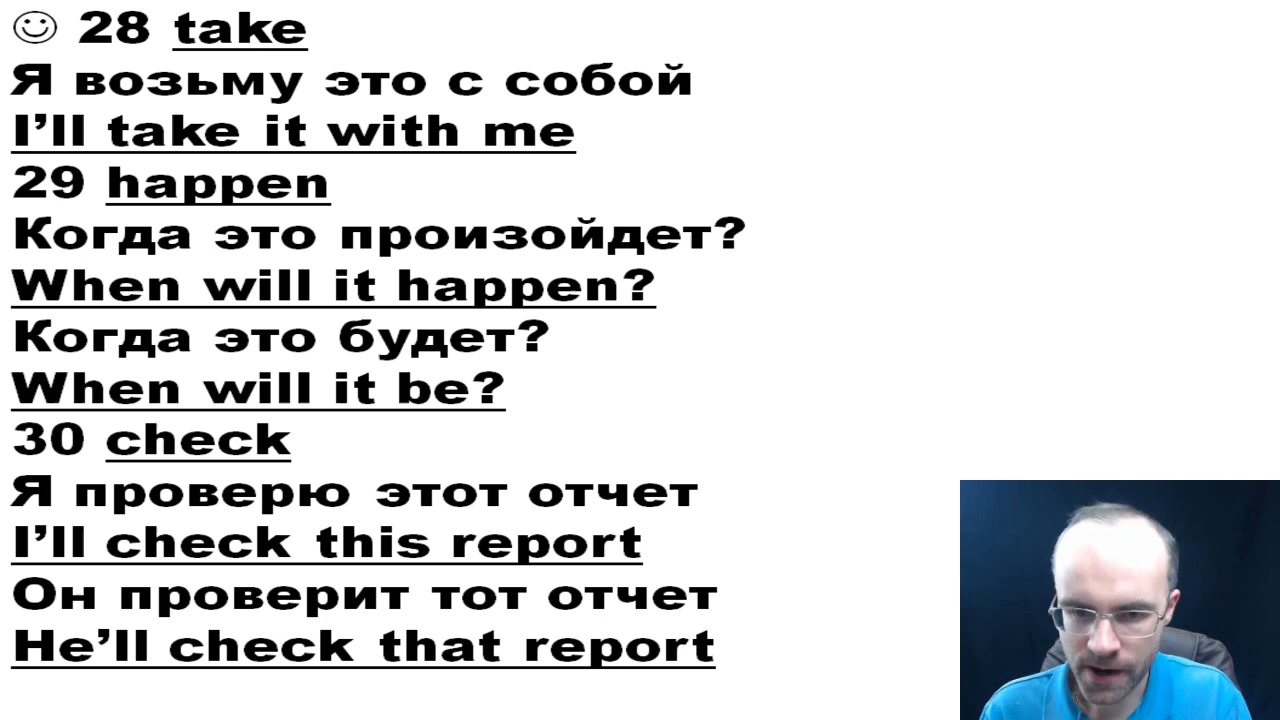 ☺ 28 take
Я возьму это с собой
I’ll take it with me
29 happen
Когда это произойдет?
When will it happen?
Когда это будет?
When will it be?
30 check
Я проверю этот отчет
I’ll check this report
Он проверит тот отчет
He’ll check that report